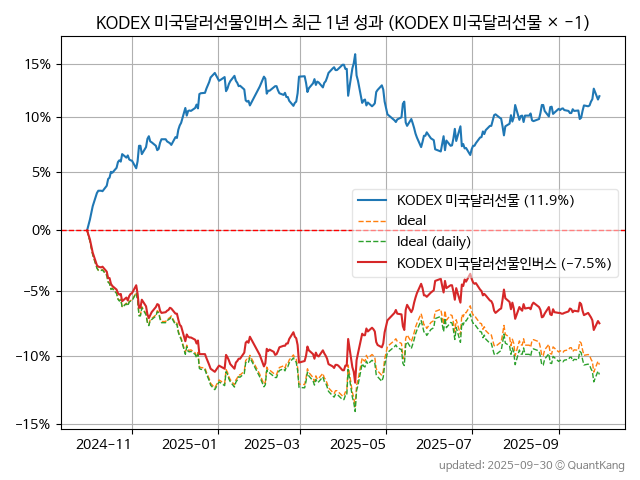 KODEX 미국달러선물인버스 최근 1년 성과 (KODEX 미국달러선물 × −1)
15%
10%
5%
0%
−5%
−10%
−15%
KODEX 미국달러선물 (11.9%)
Ideal
Ideal (daily)
KODEX 미국달러선물인버스 (−7.5%)
2024-11
2025-01
2025-03
2025-05
2025-07
2025-09
updated: 2025-09-30 © QuantKang